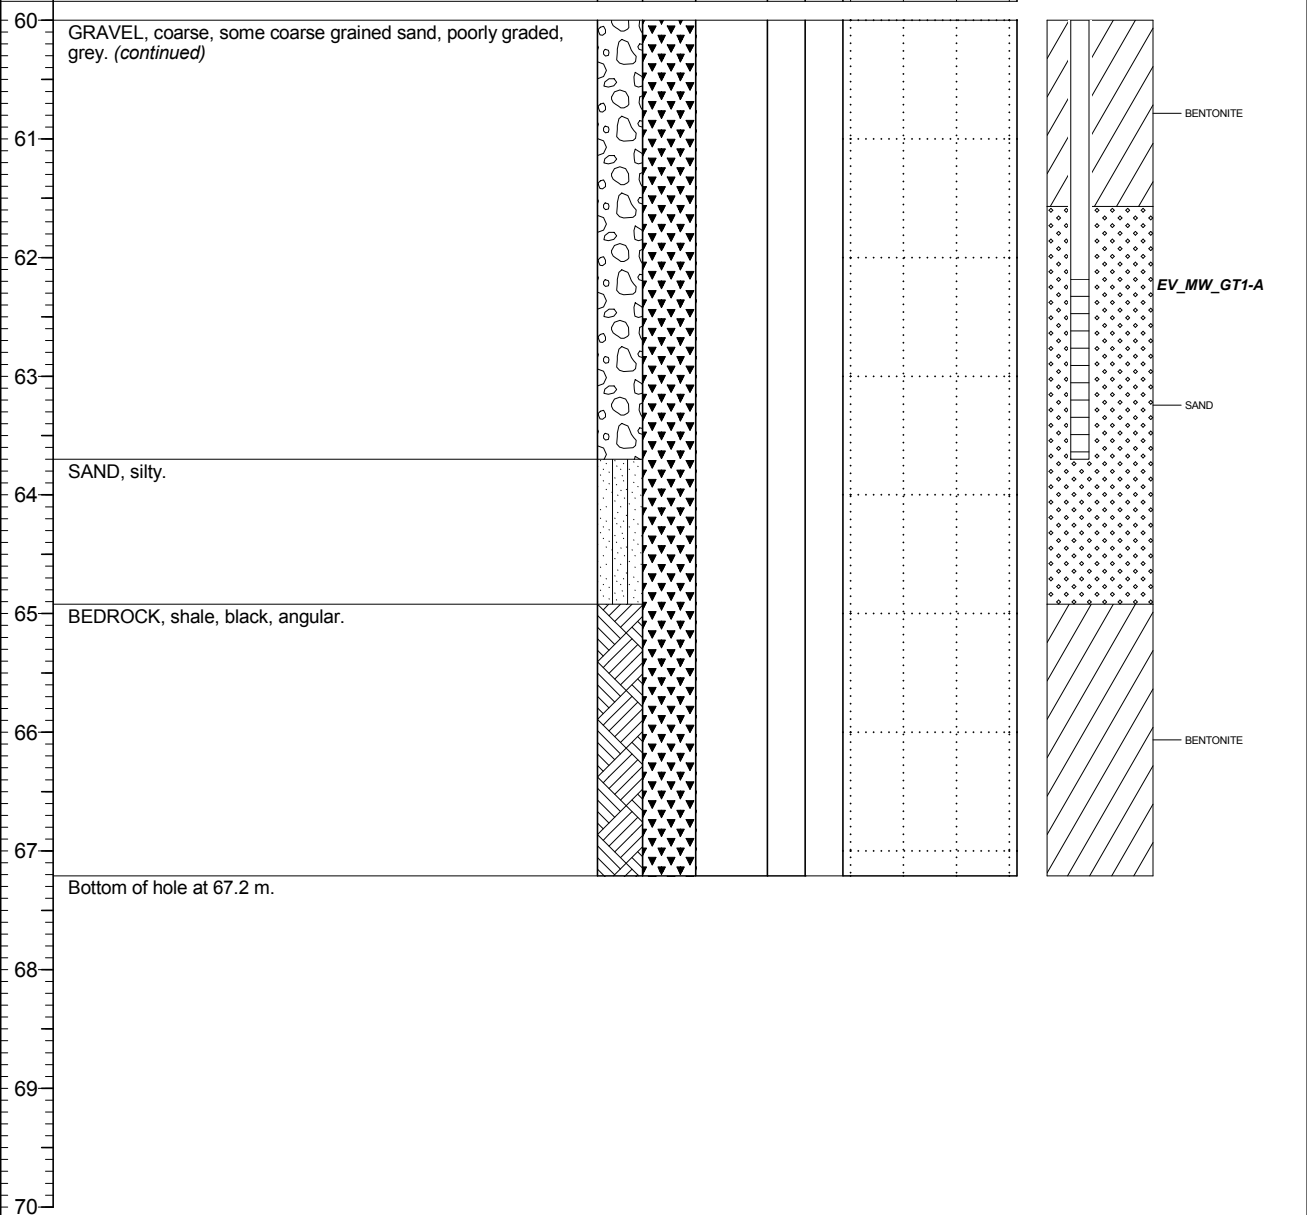 60
GRAVEL, coarse, some coarse grained sand, poorly graded,
grey. (continued)
61
BENTONITE
62
EV_MW_GT1-A
63
SAND
SAND, silty.
64
65
BEDROCK, shale, black, angular.
66
BENTONITE
67
Bottom of hole at 67.2 m.
68
69
70